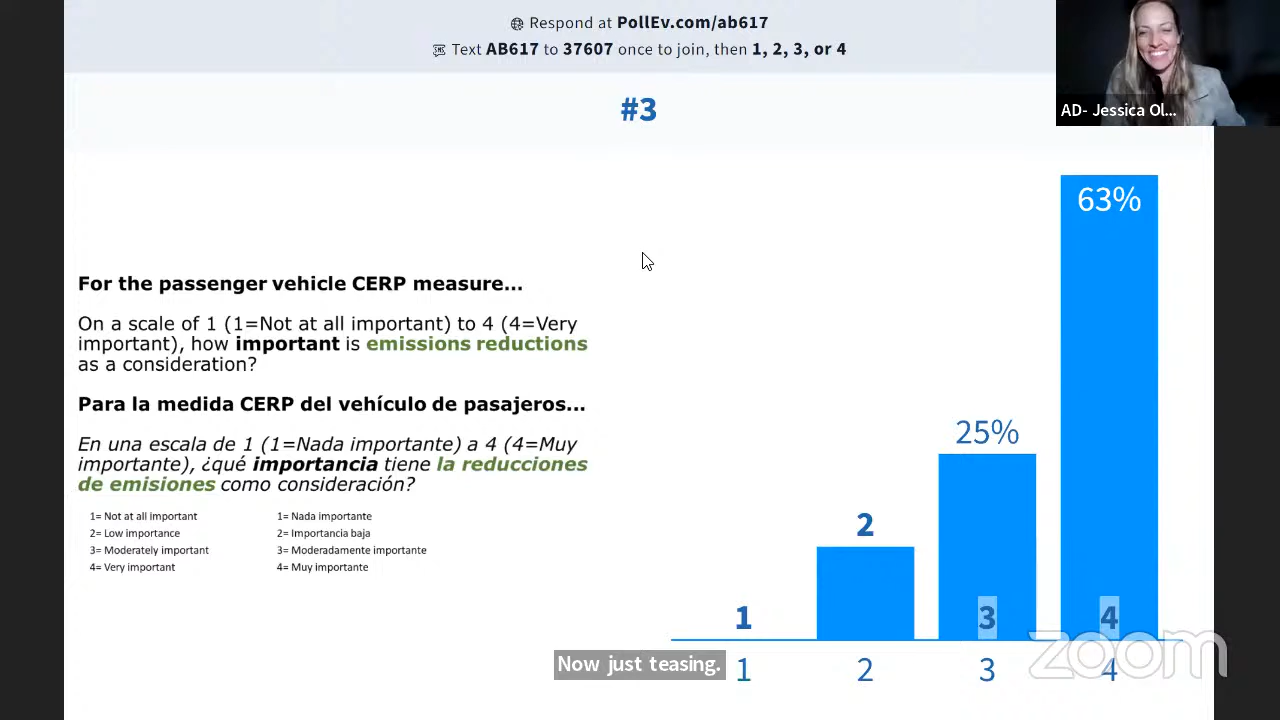 Respond at PollEv.com/ab617
Text AB617 to 37607 once to join, then 1, 2, 3, or 4
AD- Jessica Ol...
#3
For the passenger vehicle CERP measure...
On a scale of 1 (1=Not at all important) to 4 (4=Very
important), how important is emissions reductions
as a consideration?
Para la medida CERP del vehículo de pasajeros...
En una escala de 1 (1=Nada importante) a 4 (4=Muy
importante), ¿qué importancia tiene la reducciones
de emisiones como consideración?
1= Not at all important
2= Low importance
3= Moderately important
4= Very important
1= Nada importante
2= Importancia baja
3= Moderadamente importante
4= Muy importante
63%
25%
2
1
3
4
1
2
3
4
Now just teasing.
zoom